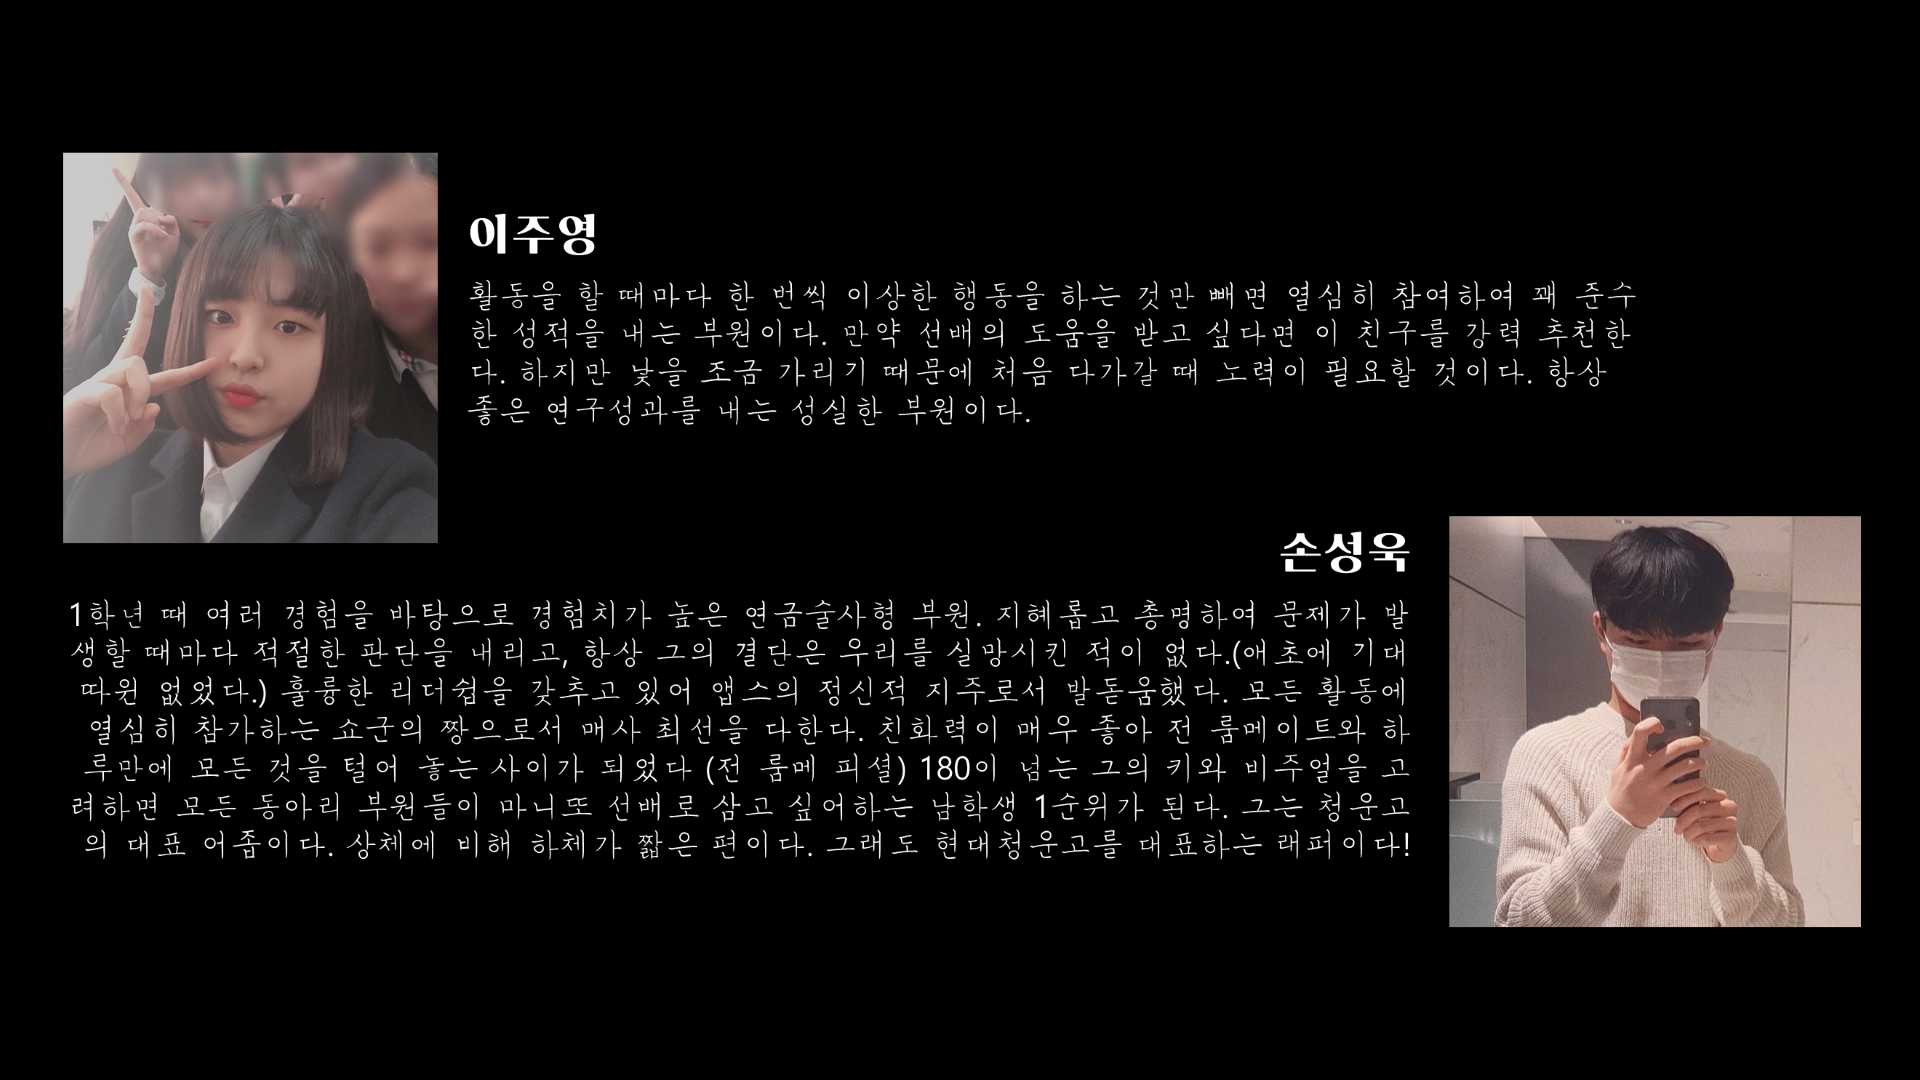 이주영
활동을 할 때마다 한 번씩 이상한 행동을 하는 것만 빼면 열심히 참여하여 꽤 준수
한 성적을 내는 부원이다. 만약 선배의 도움을 받고 싶다면 이 친구를 강력 추천한
다. 하지만 낯을 조금 가리기 때문에 처음 다가갈 때 노력이 필요할 것이다. 항상
좋은 연구성과를 내는 성실한 부원이다.
손성욱
1학년 때 여러 경험을 바탕으로 경험치가 높은 연금술사형 부원. 지혜롭고 총명하여 문제가 발
생할 때마다 적절한 판단을 내리고, 항상 그의 결단은 우리를 실망시킨 적이 없다.(애초에 기대
따윈 없었다.) 훌륭한 리더쉽을 갖추고 있어 앱스의 정신적 지주로서 발돋움했다. 모든 활동에
열심히 참가하는 쇼군의 짱으로서 매사 최선을 다한다. 친화력이 매우 좋아 전 룸메이트와 하
루만에 모든 것을 털어 놓는 사이가 되었다 (전 룸메 피셜) 180이 넘는 그의 키와 비주얼을 고
려하면 모든 동아리 부원들이 마니또 선배로 삼고 싶어하는 남학생 1순위가 된다. 그는 청운고
의 대표 어좁이다. 상체에 비해 하체가 짧은 편이다. 그래도 현대청운고를 대표하는 래퍼이다!